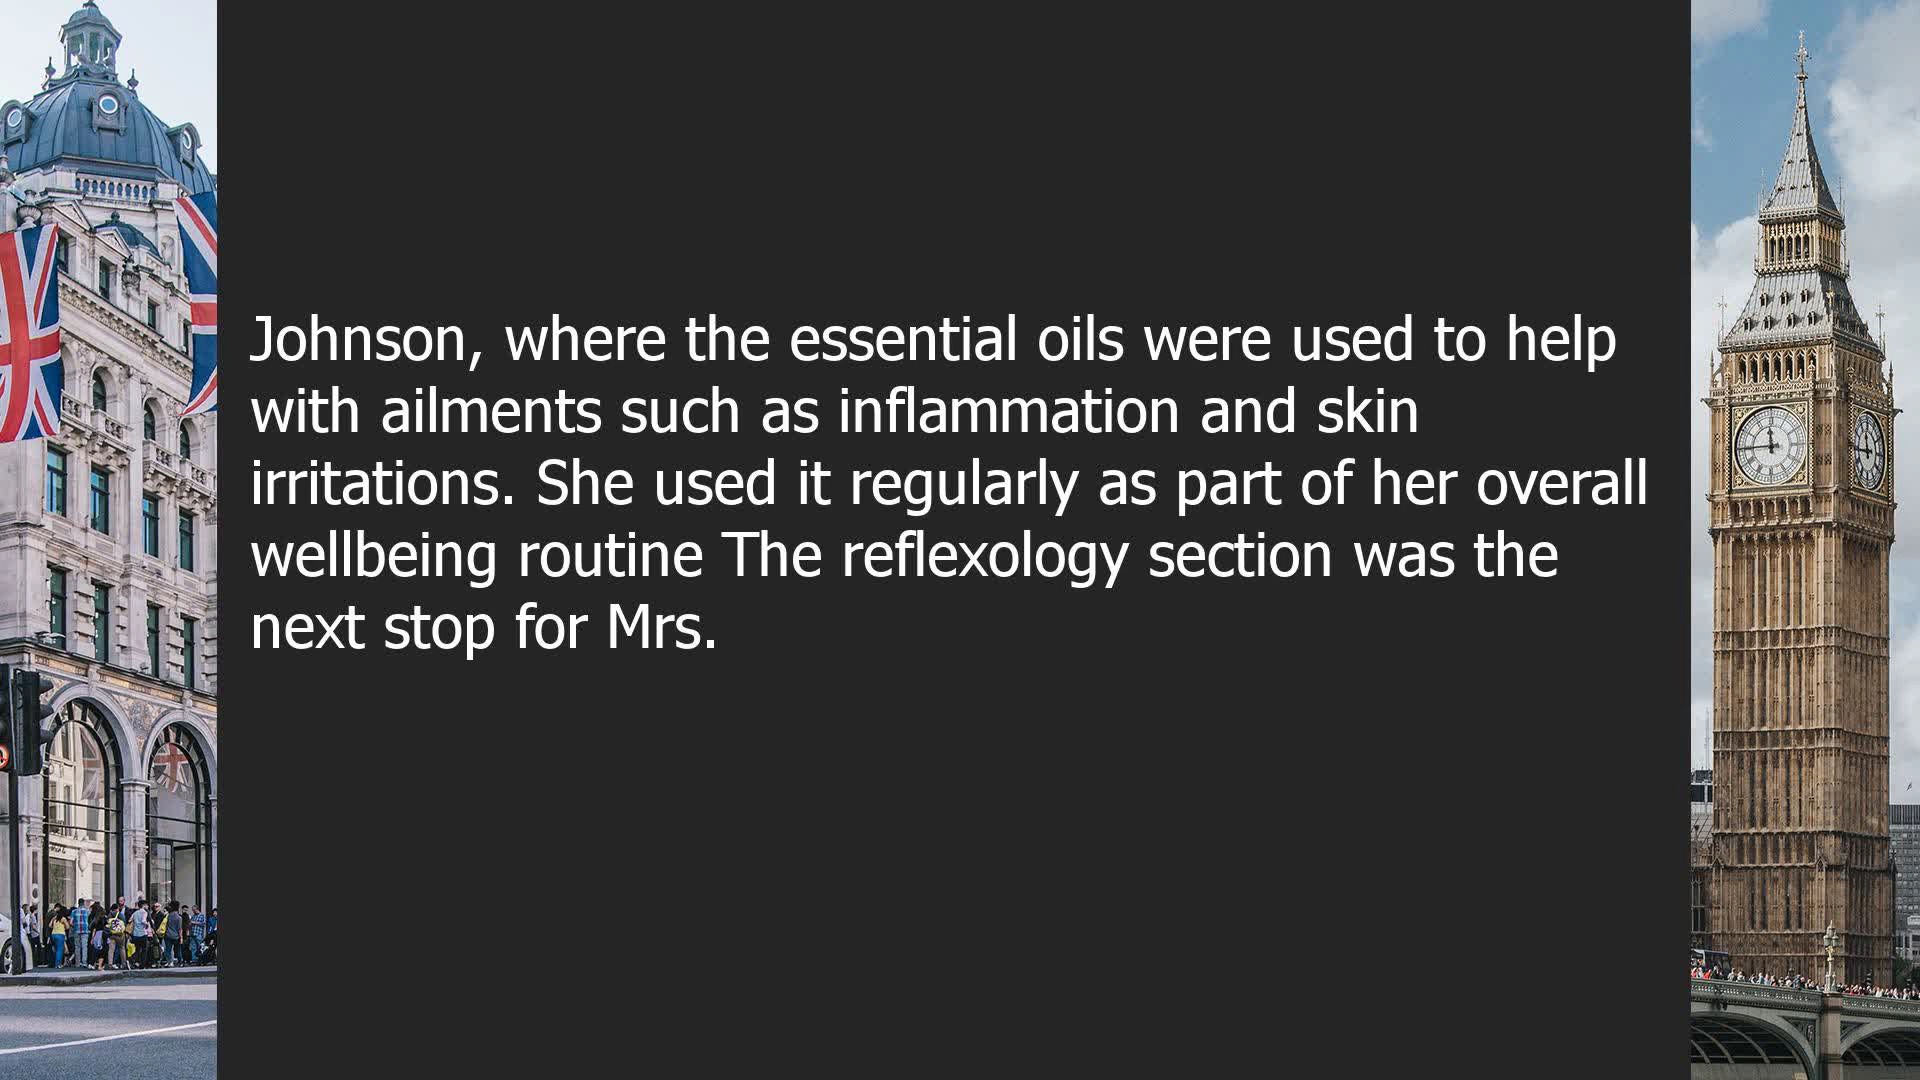 Johnson, where the essential oils were used to help
with ailments such as inflammation and skin
irritations. She used it regularly as part of her overall
wellbeing routine The reflexology section was the
next stop for Mrs.